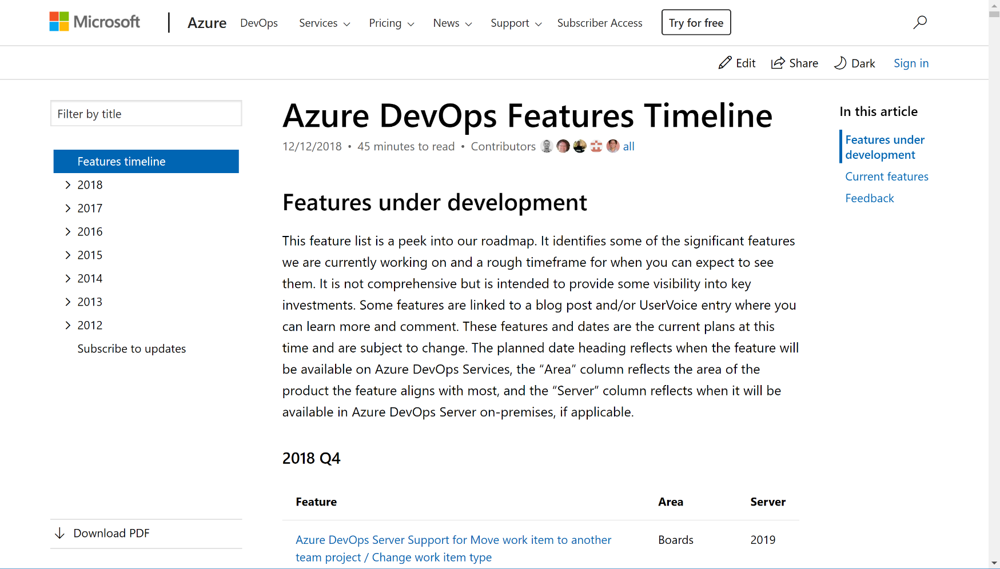 Microsoft
Azure
DevOps
Services
Pricing
News
Support
Subscriber Access
Try for free
Edit
Share
Dark
Sign in
Filter by title
Features timeline
2018
2017
2016
2015
2014
2013
2012
Subscribe to updates
Download PDF
Azure DevOps Features Timeline
12/12/2018 • 45 minutes to read • Contributors all
Features under development
This feature list is a peek into our roadmap. It identifies some of the significant features
we are currently working on and a rough timeframe for when you can expect to see
them. It is not comprehensive but is intended to provide some visibility into key
investments. Some features are linked to a blog post and/or UserVoice entry where you
can learn more and comment. These features and dates are the current plans at this
time and are subject to change. The planned date heading reflects when the feature will
be available on Azure DevOps Services, the “Area” column reflects the area of the
product the feature aligns with most, and the “Server” column reflects when it will be
available in Azure DevOps Server on-premises, if applicable.
2018 Q4
Feature Area Server
Azure DevOps Server Support for Move work item to another Boards 2019
team project / Change work item type
In this article
Features under
development
Current features
Feedback